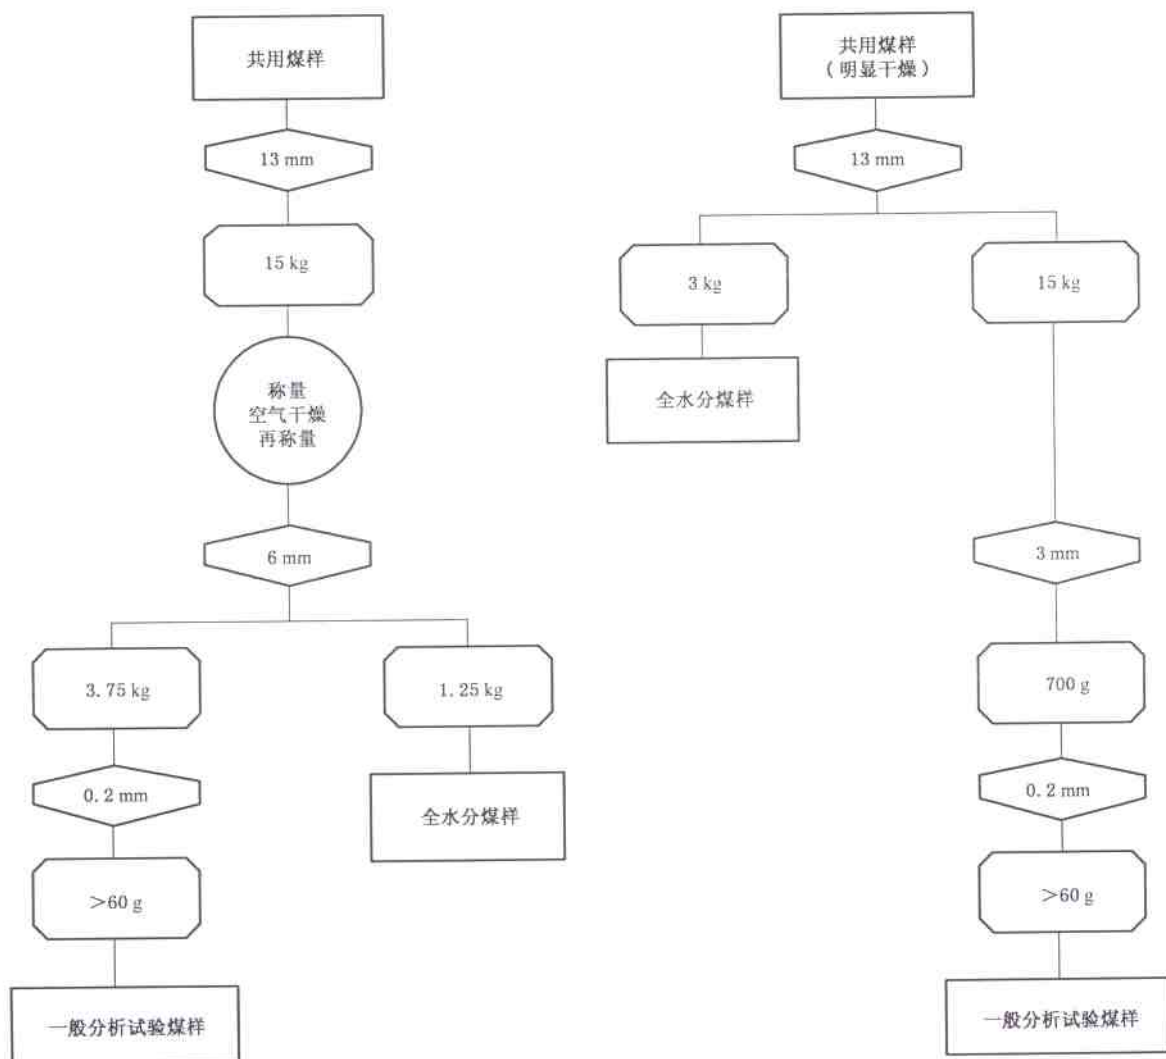 共用煤样
13 mm
15 kg
称量
空气干燥
再称量
6 mm
3.75 kg
1.25 kg
0.2 mm
全水分煤样
>60 g
一般分析试验煤样
共用煤样
(明显干燥)
13 mm
3 kg
15 kg
全水分煤样
3 mm
700 g
0.2 mm
>60 g
一般分析试验煤样